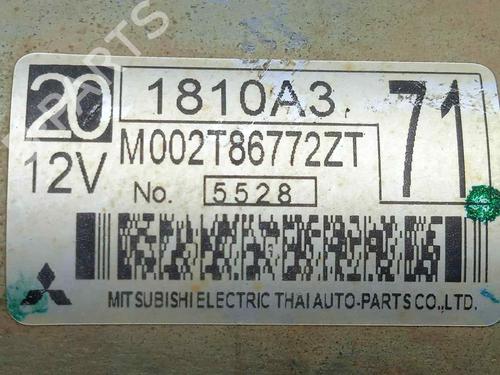 20
1810A3
71
12V
M002T86772ZT
No. 5528
MITSUBISHI ELECTRIC THAI AUTO-PARTS CO., LTD.